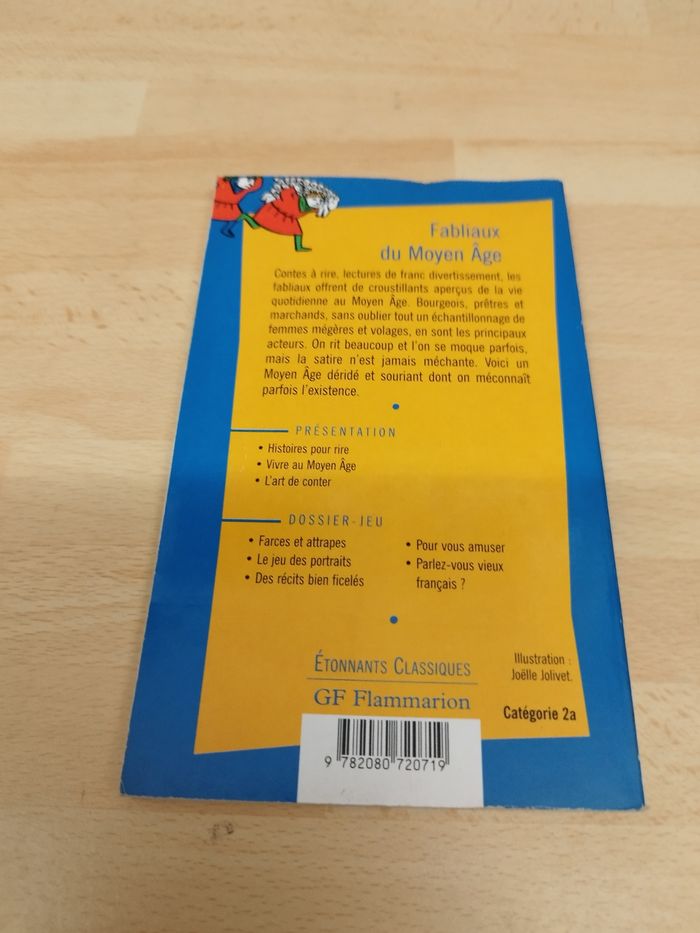 Fabliaux
du Moyen Âge
Contes à rire, lectures de franc divertissement, les
fabliaux offrent de croustillants aperçus de la vie
quotidienne au Moyen Âge. Bourgeois, prêtres et
marchands, sans oublier tout un échantillonnage de
femmes mégères et volages, en sont les principaux
acteurs. On rit beaucoup et l'on se moque parfois,
mais la satire n'est jamais méchante. Voici un
Moyen Âge déridé et souriant dont on méconnaît
parfois l'existence.
PRÉSENTATION
• Histoires pour rire
• Vivre au Moyen Âge
• L'art de conter
DOSSIER-JEU
• Farces et attrapes
• Le jeu des portraits
• Des récits bien ficelés
• Pour vous amuser
• Parlez-vous vieux
français ?
ÉTONNANTS CLASSIQUES
GF Flammarion
Illustration :
Joëlle Jolivet.
Catégorie 2a
9 782080 720719